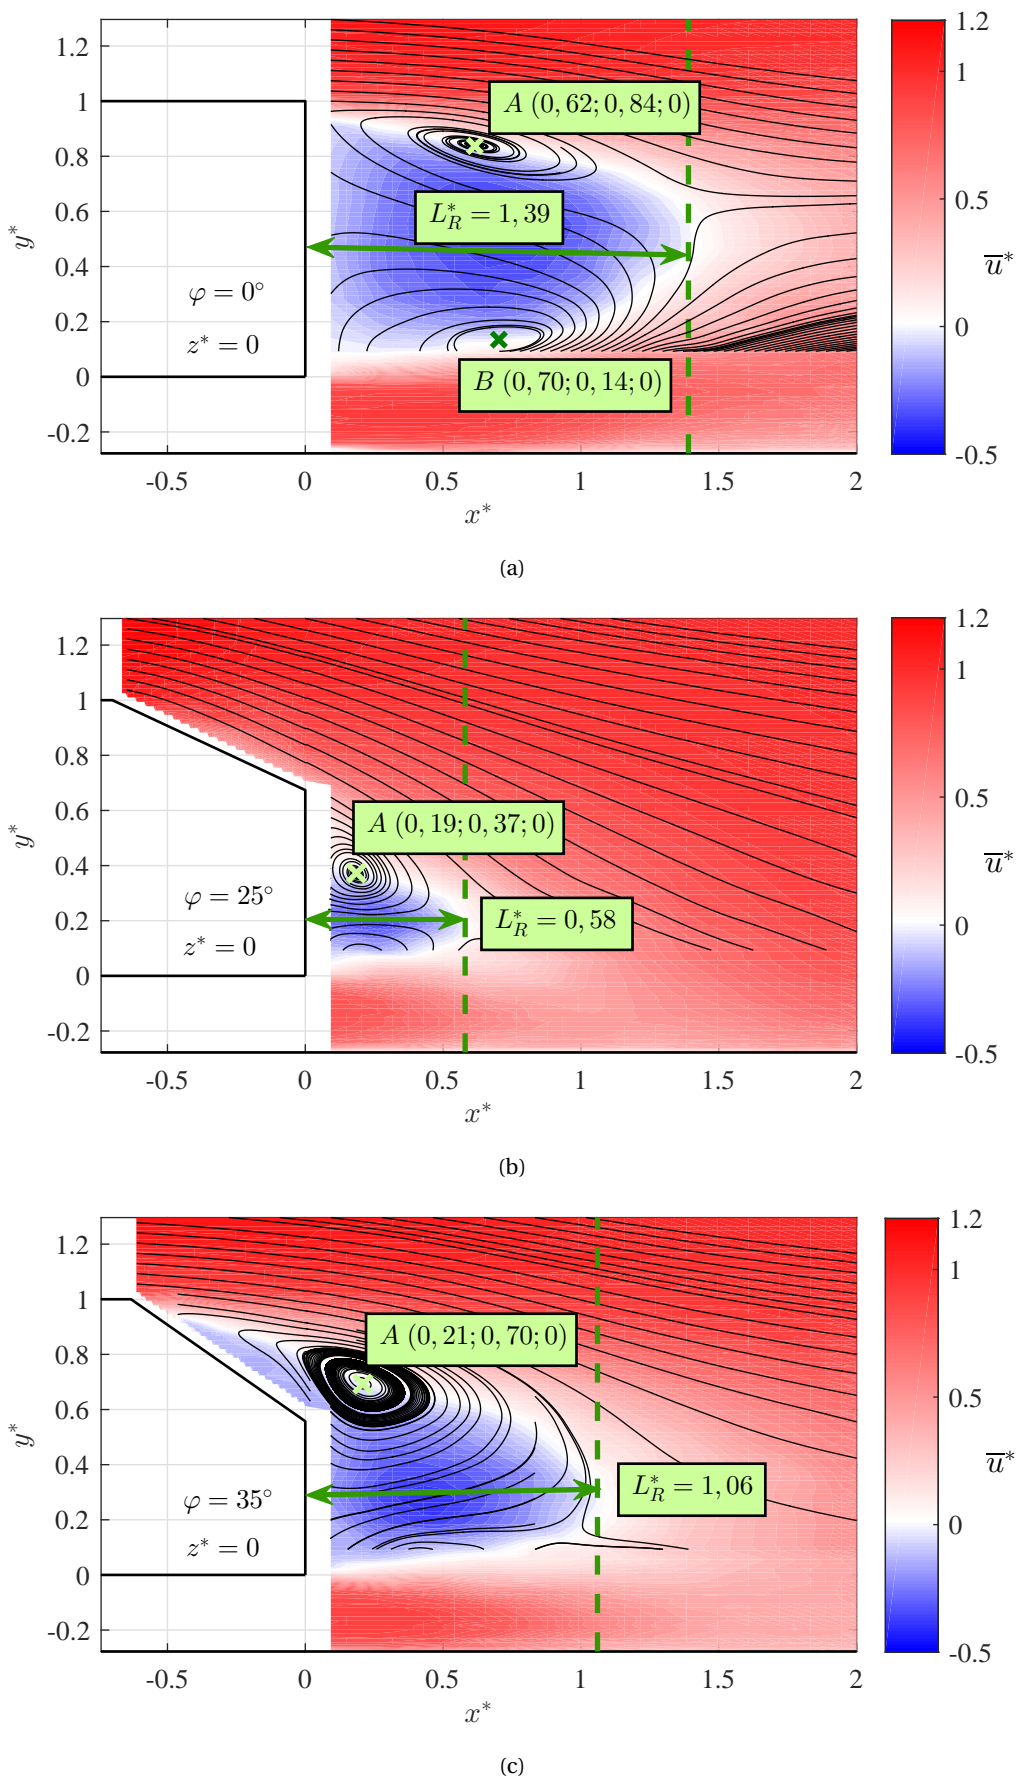 1.2
1
0.8
0.6
0.4
0.2
0
-0.2
y*
-0.5
0
0.5
1
1.5
2
x*
A (0, 62; 0, 84; 0)
L*R = 1, 39
B (0, 70; 0, 14; 0)
φ = 0°
z* = 0
1.2
1
0.5
0
-0.5
u̅*
(a)
1.2
1
0.8
0.6
0.4
0.2
0
-0.2
y*
-0.5
0
0.5
1
1.5
2
x*
A (0, 19; 0, 37; 0)
L*R = 0, 58
φ = 25°
z* = 0
1.2
1
0.5
0
-0.5
u̅*
(b)
1.2
1
0.8
0.6
0.4
0.2
0
-0.2
y*
-0.5
0
0.5
1
1.5
2
x*
A (0, 21; 0, 70; 0)
L*R = 1, 06
φ = 35°
z* = 0
1.2
1
0.5
0
-0.5
u̅*
(c)